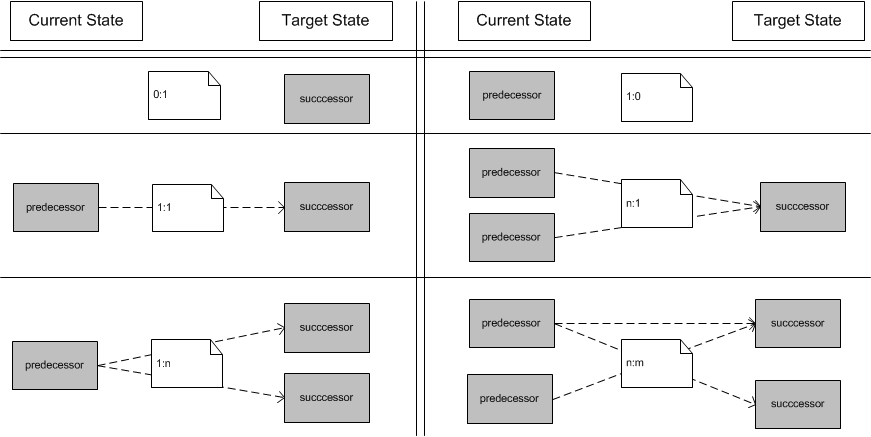 Current State
Target State
Current State
Target State
0:1
succcessor
predecessor
1:0
predecessor
1:1
succcessor
predecessor
predecessor
n:1
succcessor
predecessor
1:n
succcessor
succcessor
predecessor
predecessor
n:m
succcessor
succcessor